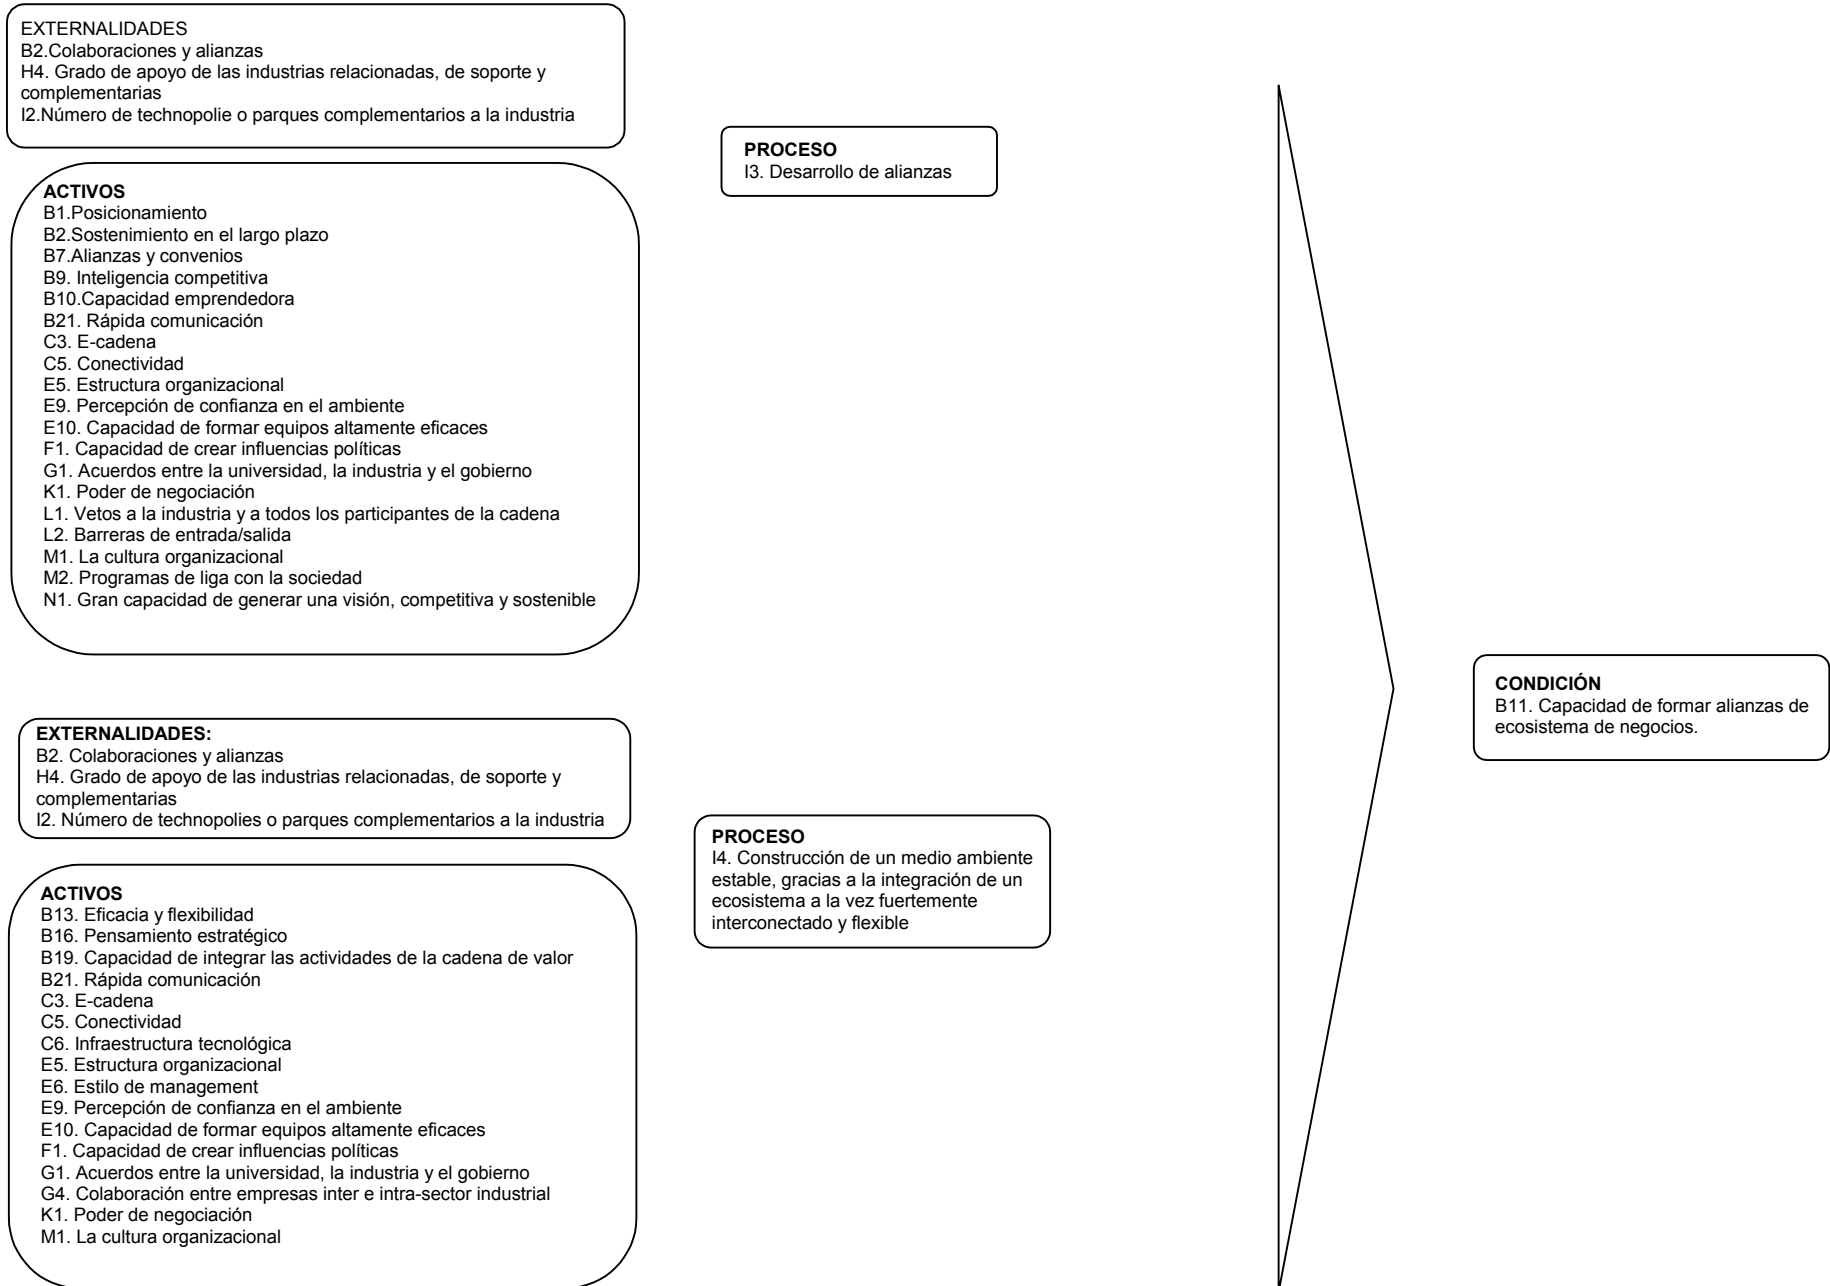 EXTERNALIDADES
B2.Colaboraciones y alianzas
H4. Grado de apoyo de las industrias relacionadas, de soporte y
complementarias
I2.Número de technopolie o parques complementarios a la industria
PROCESO
I3. Desarrollo de alianzas
ACTIVOS
B1.Posicionamiento
B2.Sostenimiento en el largo plazo
B7.Alianzas y convenios
B9. Inteligencia competitiva
B10.Capacidad emprendedora
B21. Rápida comunicación
C3. E-cadena
C5. Conectividad
E5. Estructura organizacional
E9. Percepción de confianza en el ambiente
E10. Capacidad de formar equipos altamente eficaces
F1. Capacidad de crear influencias políticas
G1. Acuerdos entre la universidad, la industria y el gobierno
K1. Poder de negociación
L1. Vetos a la industria y a todos los participantes de la cadena
L2. Barreras de entrada/salida
M1. La cultura organizacional
M2. Programas de liga con la sociedad
N1. Gran capacidad de generar una visión, competitiva y sostenible
CONDICIÓN
B11. Capacidad de formar alianzas de
ecosistema de negocios.
EXTERNALIDADES:
B2. Colaboraciones y alianzas
H4. Grado de apoyo de las industrias relacionadas, de soporte y
complementarias
I2. Número de technopolies o parques complementarios a la industria
PROCESO
I4. Construcción de un medio ambiente
estable, gracias a la integración de un
ecosistema a la vez fuertemente
interconectado y flexible
ACTIVOS
B13. Eficacia y flexibilidad
B16. Pensamiento estratégico
B19. Capacidad de integrar las actividades de la cadena de valor
B21. Rápida comunicación
C3. E-cadena
C5. Conectividad
C6. Infraestructura tecnológica
E5. Estructura organizacional
E6. Estilo de management
E9. Percepción de confianza en el ambiente
E10. Capacidad de formar equipos altamente eficaces
F1. Capacidad de crear influencias políticas
G1. Acuerdos entre la universidad, la industria y el gobierno
G4. Colaboración entre empresas inter e intra-sector industrial
K1. Poder de negociación
M1. La cultura organizacional